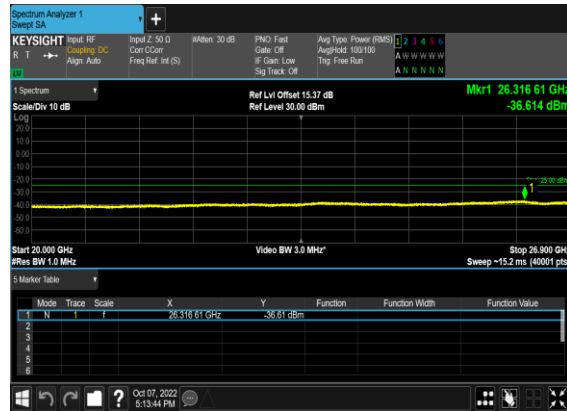 Spectrum Analyzer 1
Swept SA
+
KEYSIGHT Input: RF Input Z: 50 Ω #Atten: 30 dB PNO: Fast Avg Type: Power (RMS) 1 2 3 4 5 6
R T Coupling: DC Corr CCorr Gate: Off Avg|Hold: 100/100 A W W W W W
Align: Auto Freq Ref: Int (S) IF Gain: Low Trig: Free Run
Sig Track: Off A N N N N N
1 Spectrum Ref Lvl Offset 15.37 dB Mkr1 26.316 61 GHz
Scale/Div 10 dB Ref Level 30.00 dBm -36.614 dBm
Log
20.0
10.0
0.00
-10.0
-20.0
-25.00 dBm
-30.0
1
-40.0
-50.0
-60.0
Start 20.000 GHz Video BW 3.0 MHz* Stop 26.900 GHz
#Res BW 1.0 MHz Sweep ~15.2 ms (40001 pts)
5 Marker Table
Mode Trace Scale X Y Function Function Width Function Value
1 N 1 f 26.316 61 GHz -36.61 dBm
2
3
4
5
6
? Oct 07, 2022
5:13:44 PM